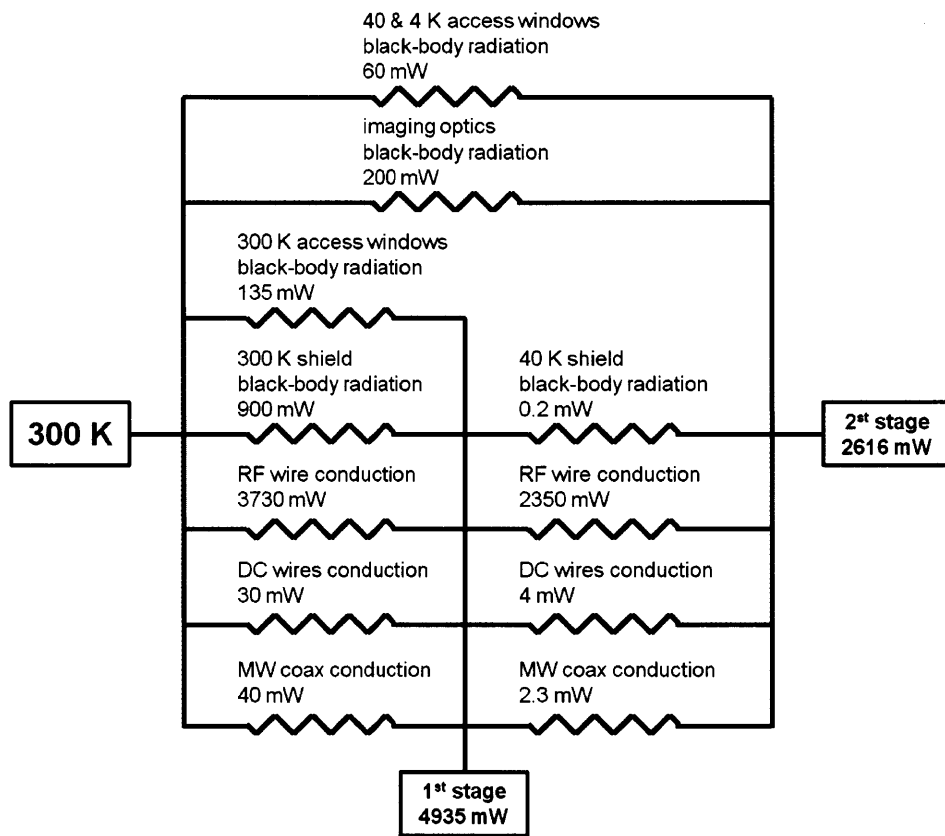 40 & 4 K access windows
black-body radiation
60 mW
imaging optics
black-body radiation
200 mW
300 K access windows
black-body radiation
135 mW
300 K shield
black-body radiation
900 mW
40 K shield
black-body radiation
0.2 mW
300 K
2st stage
2616 mW
RF wire conduction
3730 mW
RF wire conduction
2350 mW
DC wires conduction
30 mW
DC wires conduction
4 mW
MW coax conduction
40 mW
MW coax conduction
2.3 mW
1st stage
4935 mW